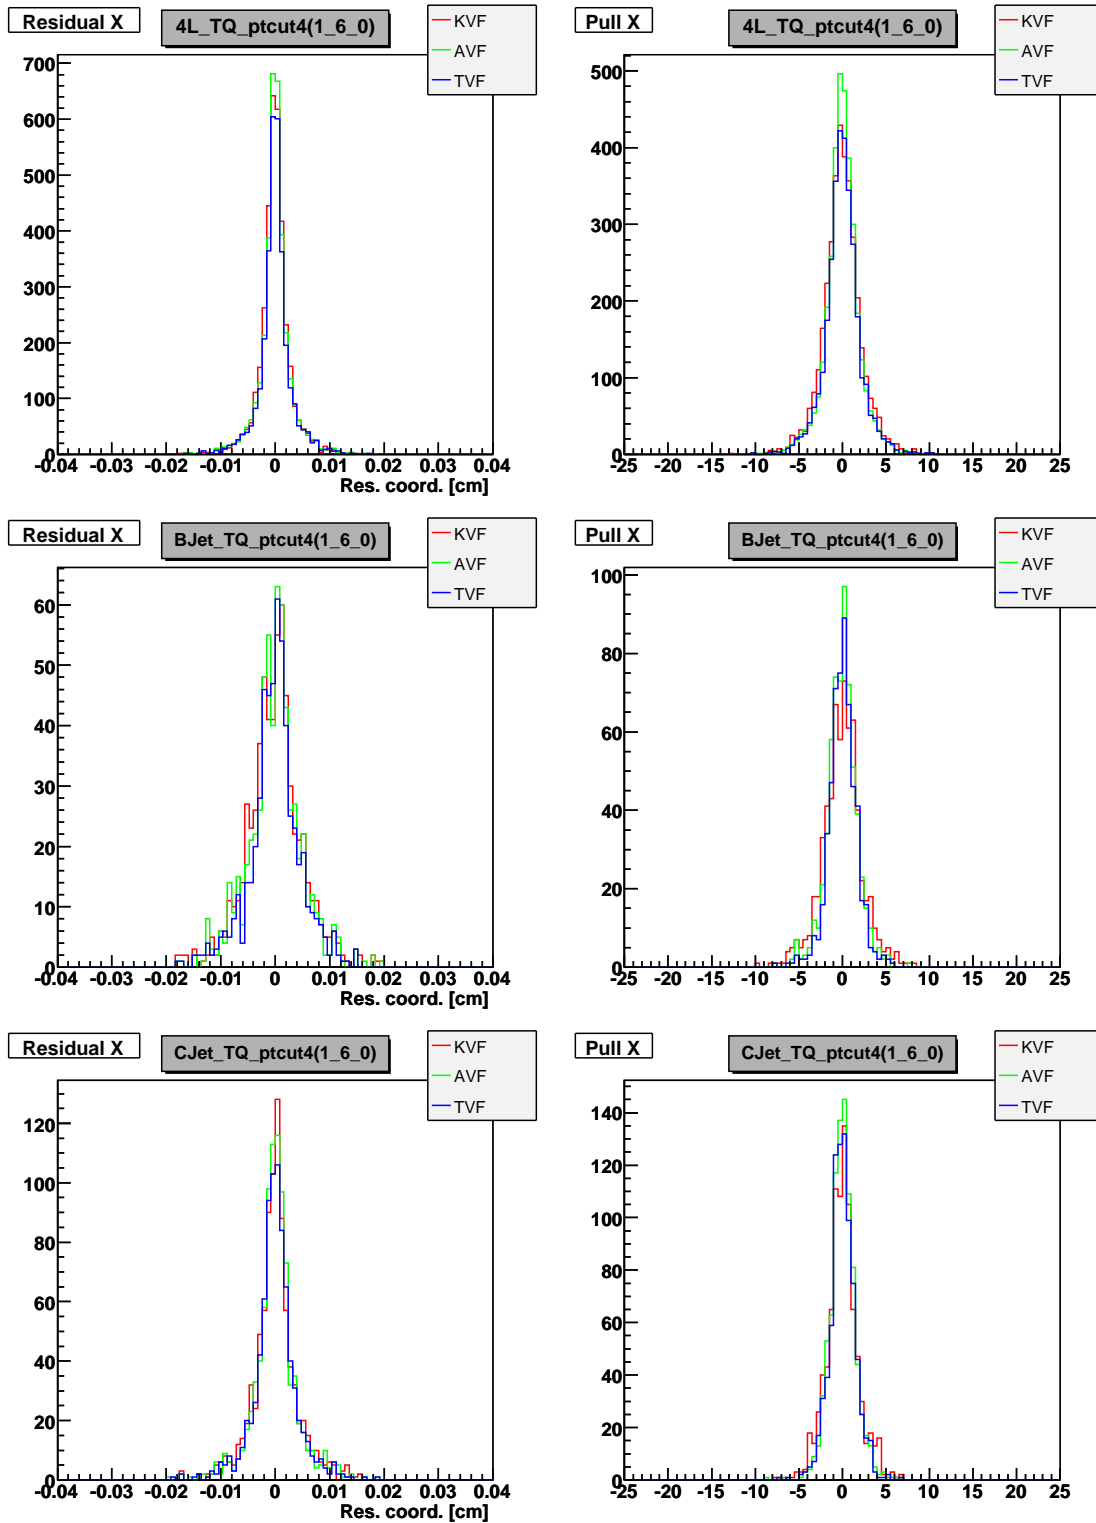 Residual X
4L_TQ_ptcut4(1_6_0)
KVF
AVF
TVF
700
600
500
400
300
200
100
0
-0.04 -0.03 -0.02 -0.01 0 0.01 0.02 0.03 0.04
Res. coord. [cm]
Pull X
4L_TQ_ptcut4(1_6_0)
KVF
AVF
TVF
500
400
300
200
100
0
-25 -20 -15 -10 -5 0 5 10 15 20 25
Residual X
BJet_TQ_ptcut4(1_6_0)
KVF
AVF
TVF
60
50
40
30
20
10
0
-0.04 -0.03 -0.02 -0.01 0 0.01 0.02 0.03 0.04
Res. coord. [cm]
Pull X
BJet_TQ_ptcut4(1_6_0)
KVF
AVF
TVF
100
80
60
40
20
0
-25 -20 -15 -10 -5 0 5 10 15 20 25
Residual X
CJet_TQ_ptcut4(1_6_0)
KVF
AVF
TVF
120
100
80
60
40
20
0
-0.04 -0.03 -0.02 -0.01 0 0.01 0.02 0.03 0.04
Res. coord. [cm]
Pull X
CJet_TQ_ptcut4(1_6_0)
KVF
AVF
TVF
140
120
100
80
60
40
20
0
-25 -20 -15 -10 -5 0 5 10 15 20 25